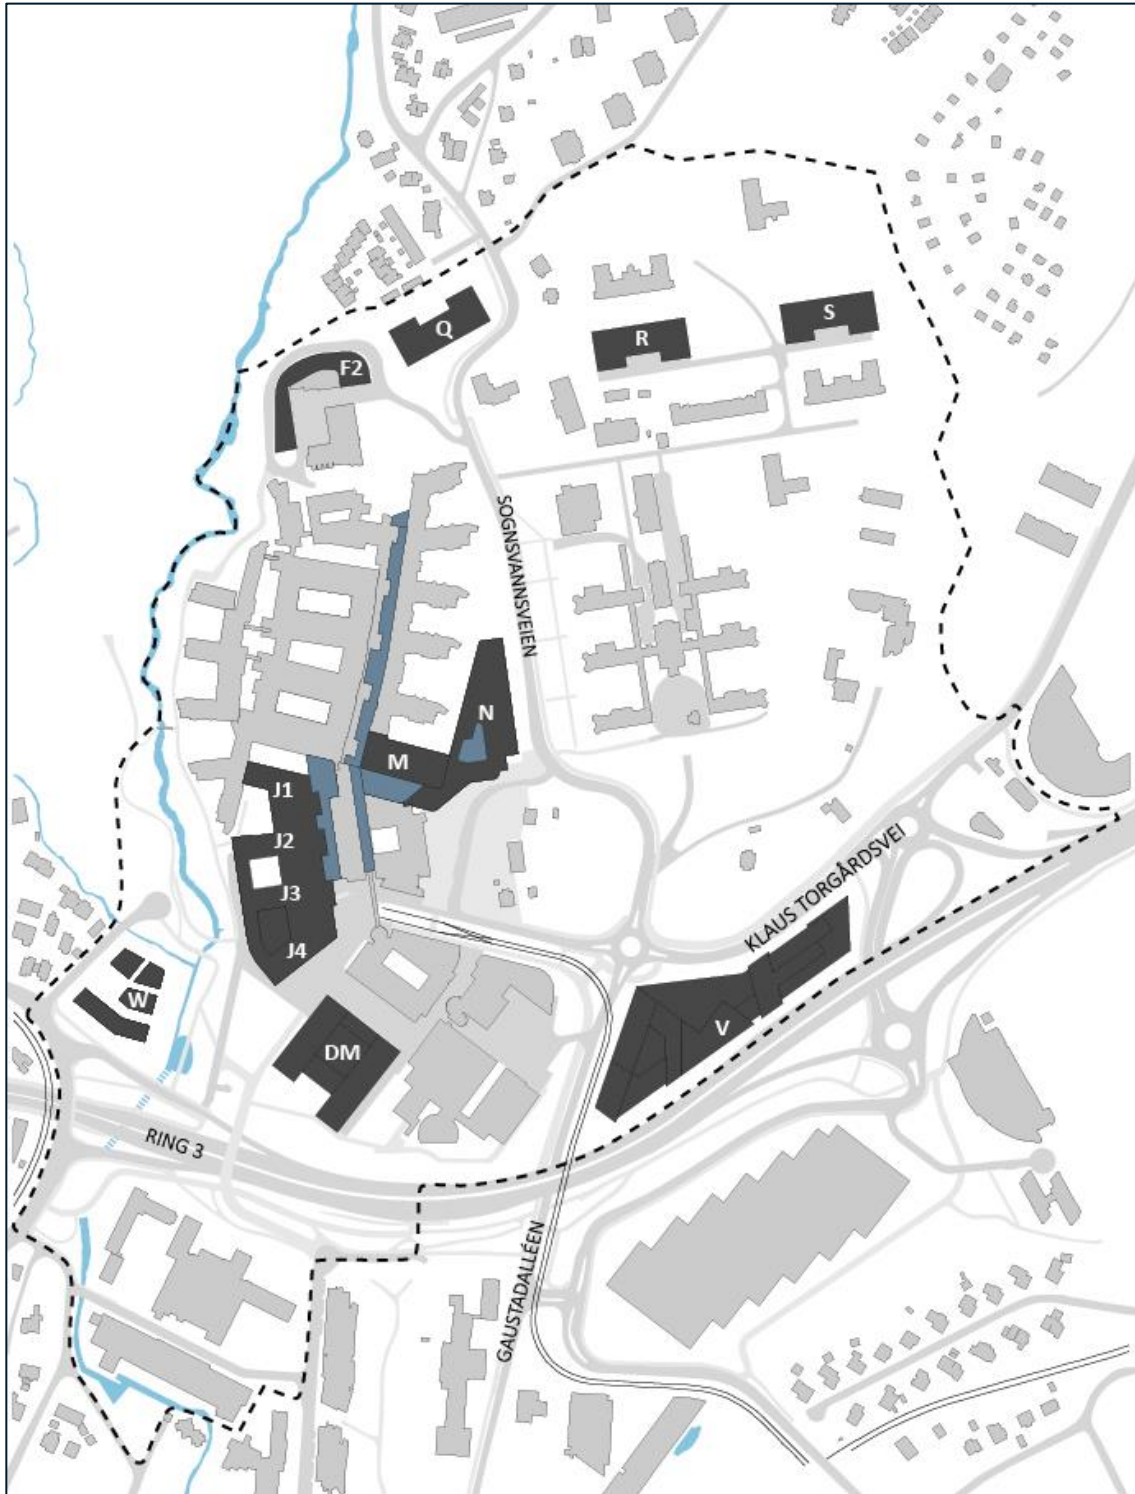 S
Q
R
F2
SOGNSVANNSVEIEN
N
M
J1
J2
J3
J4
KLAUS TORGÅRDSVEI
W
V
DM
RING 3
GAUSTADALLÉEN